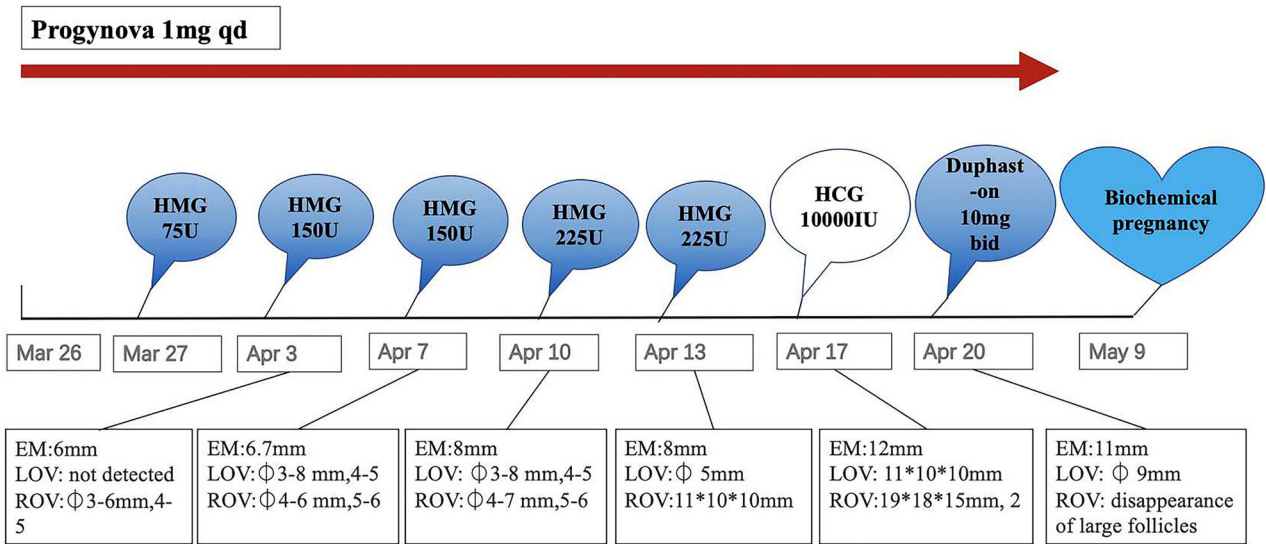 Progynova 1mg qd
HMG
75U
HMG
150U
HMG
150U
HMG
225U
HMG
225U
HCG
10000IU
Duphast
-on
10mg
bid
Biochemical
pregnancy
Mar 26
Mar 27
Apr 3
Apr 7
Apr 10
Apr 13
Apr 17
Apr 20
May 9
EM:6mm
LOV: not detected
ROV:Φ3-6mm,4-
5
EM:6.7mm
LOV:Φ3-8 mm,4-5
ROV:Φ4-6 mm,5-6
EM:8mm
LOV:Φ3-8 mm,4-5
ROV:Φ4-7 mm,5-6
EM:8mm
LOV:Φ 5mm
ROV:11*10*10mm
EM:12mm
LOV: 11*10*10mm
ROV:19*18*15mm, 2
EM:11mm
LOV: Φ 9mm
ROV: disappearance
of large follicles